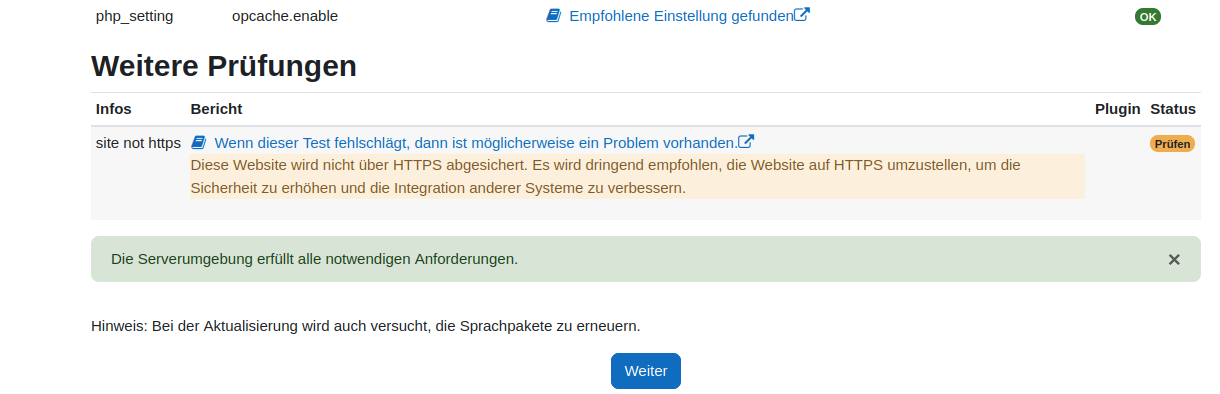 php_setting opcache.enable Empfohlene Einstellung gefunden OK
Weitere Prüfungen
Infos Bericht Plugin Status
site not https Wenn dieser Test fehlschlägt, dann ist möglicherweise ein Problem vorhanden. Prüfen
Diese Website wird nicht über HTTPS abgesichert. Es wird dringend empfohlen, die Website auf HTTPS umzustellen, um die
Sicherheit zu erhöhen und die Integration anderer Systeme zu verbessern.
Die Serverumgebung erfüllt alle notwendigen Anforderungen. ×
Hinweis: Bei der Aktualisierung wird auch versucht, die Sprachpakete zu erneuern.
Weiter